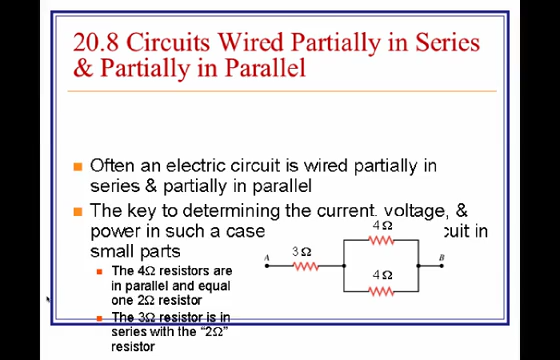 20.8 Circuits Wired Partially in Series
& Partially in Parallel
Often an electric circuit is wired partially in
series & partially in parallel
The key to determining the current, voltage, &
power in such a case
cuit in
small parts
The 4Ω resistors are
in parallel and equal
one 2Ω resistor
The 3Ω resistor is in
series with the “2Ω”
resistor
4 Ω
3 Ω
A
B
4 Ω